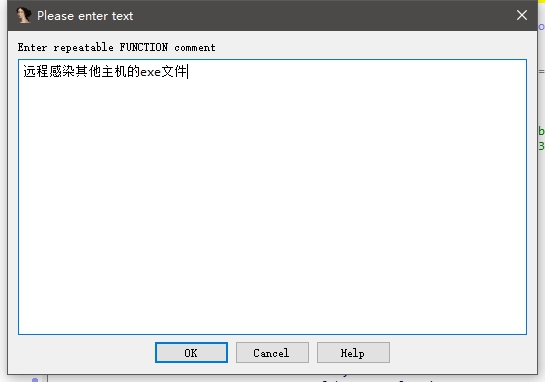 Please enter text
Enter repeatable FUNCTION comment
远程感染其他主机的exe文件
OK
Cancel
Help